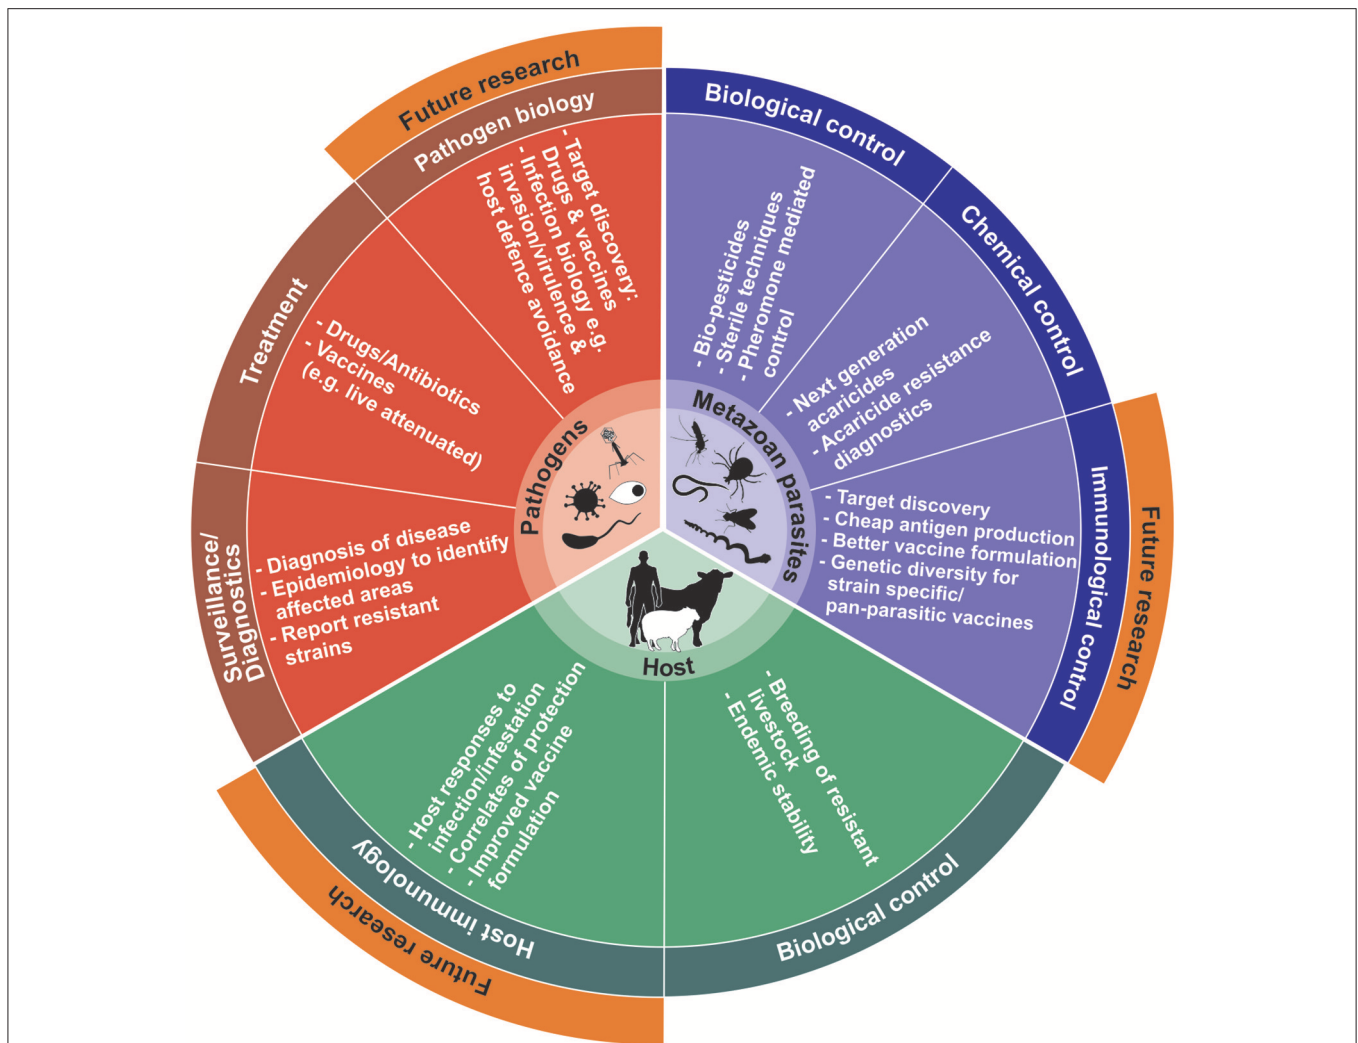 Future research
Pathogen biology
- Target discovery:
Drugs & vaccines
- Infection biology e.g.
invasion/virulence &
host defence avoidance
Treatment
- Drugs/Antibiotics
- Vaccines
(e.g. live attenuated)
Surveillance/
Diagnostics
- Diagnosis of disease
- Epidemiology to identify
affected areas
- Report resistant
strains
Pathogens
Biological control
- Bio-pesticides
- Sterile techniques
- Pheromone mediated
control
Chemical control
- Next generation
acaricides
- Acaricide resistance
diagnostics
Immunological control
Future research
- Target discovery
- Cheap antigen production
- Better vaccine formulation
- Genetic diversity for
strain specific/
pan-parasitic vaccines
Metazoan parasites
Host
- Host responses to
infection/infestation
- Correlates of protection
- Improved vaccine
formulation
Host immunology
Future research
- Breeding of resistant
livestock
- Endemic stability
Biological control